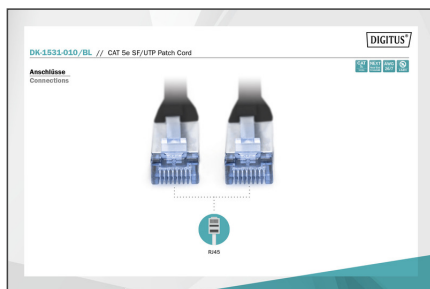 DIGITUS®
DK-1531-010/BL // CAT 5e SF/UTP Patch Cord
Anschlüsse
Connections
RJ45